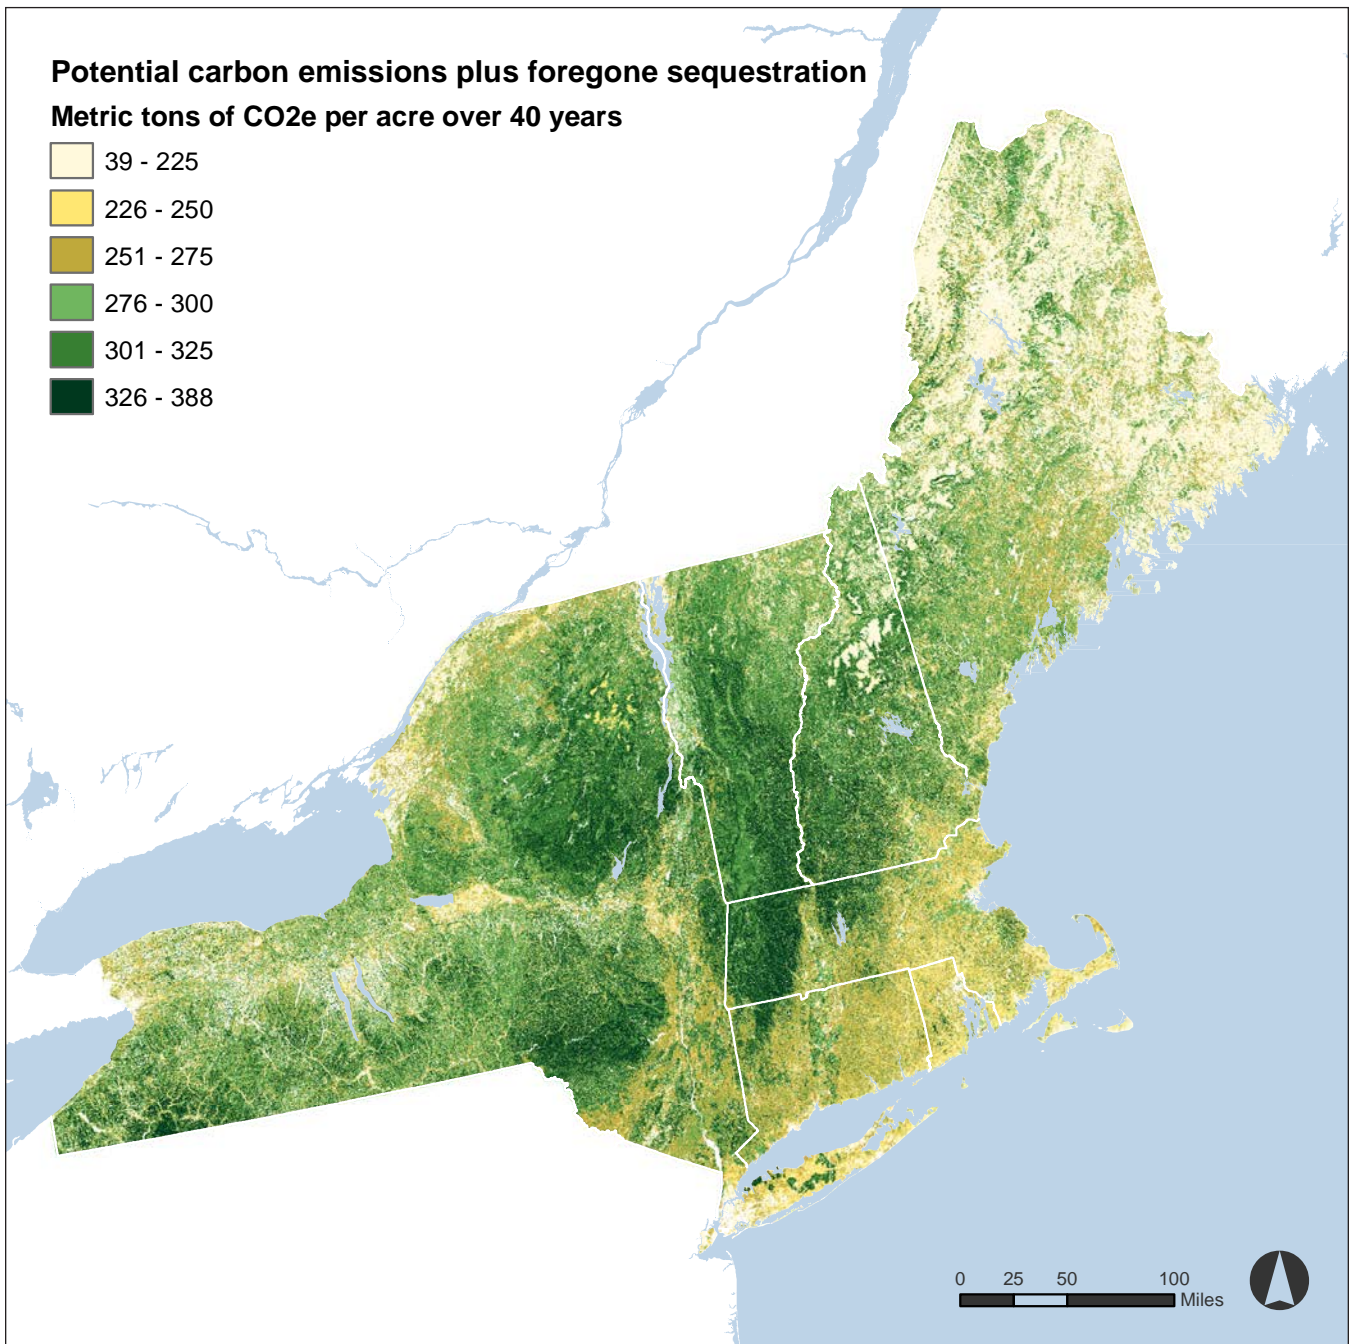 Potential carbon emissions plus foregone sequestration
Metric tons of CO2e per acre over 40 years
39 - 225
226 - 250
251 - 275
276 - 300
301 - 325
326 - 388
0 25 50 100
Miles